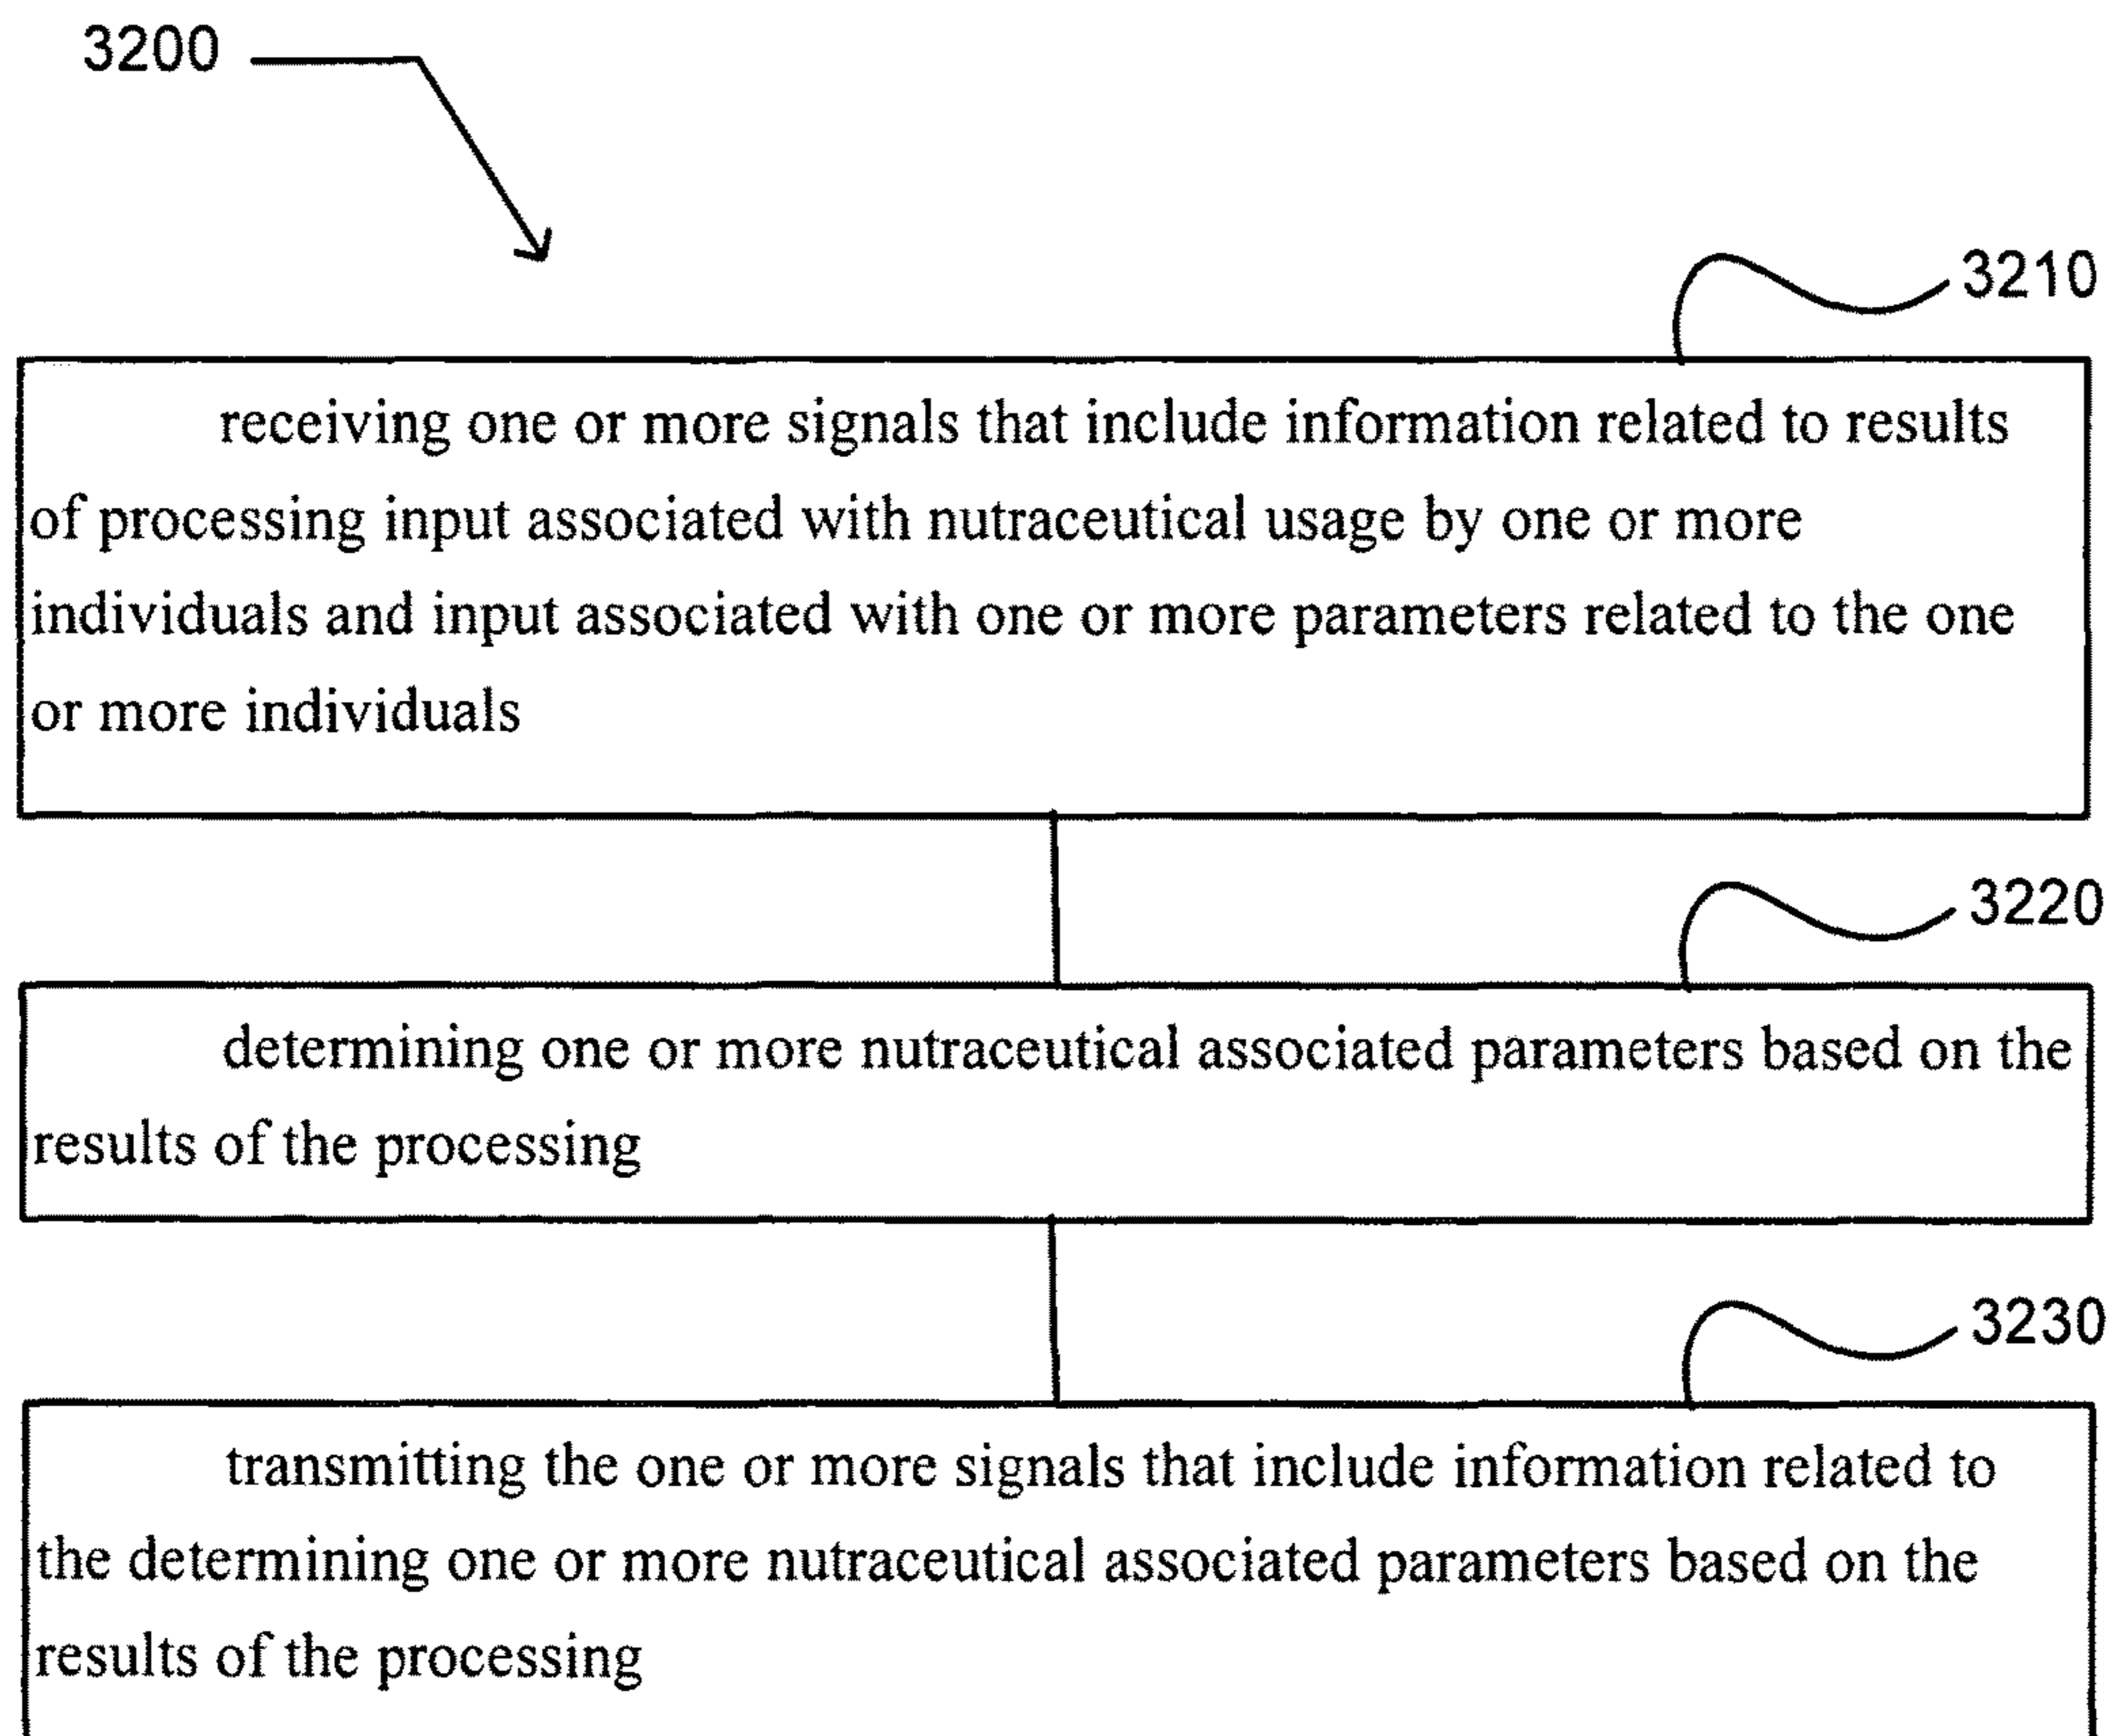 3200
3210
receiving one or more signals that include information related to results
of processing input associated with nutraceutical usage by one or more
individuals and input associated with one or more parameters related to the one
or more individuals
3220
determining one or more nutraceutical associated parameters based on the
results of the processing
3230
transmitting the one or more signals that include information related to
the determining one or more nutraceutical associated parameters based on the
results of the processing